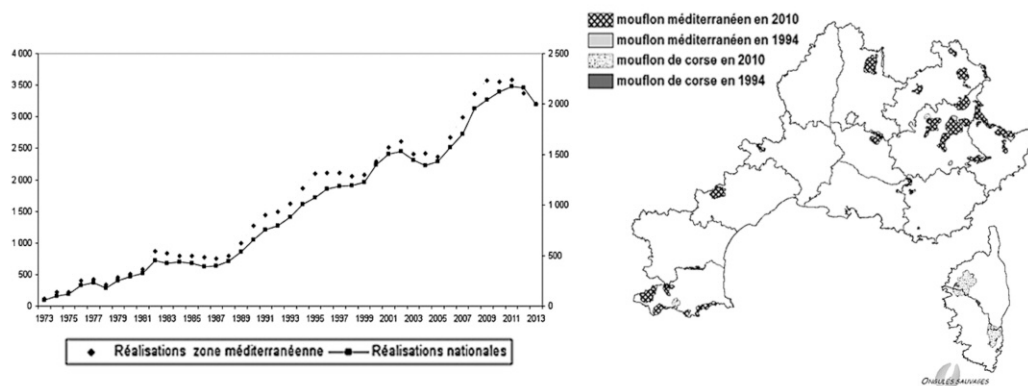 4 000
3 500
3 000
2 500
2 000
1 500
1 000
500
0
2 500
2 000
1 500
1 000
500
0
1973 1975 1977 1979 1981 1983 1985 1987 1989 1991 1993 1995 1997 1999 2001 2003 2005 2007 2009 2011 2013
Réalisations zone méditerranéenne Réalisations nationales
mouflon méditerranéen en 2010
mouflon méditerranéen en 1994
mouflon de corse en 2010
mouflon de corse en 1994
ONGULÉS SAUVAGES